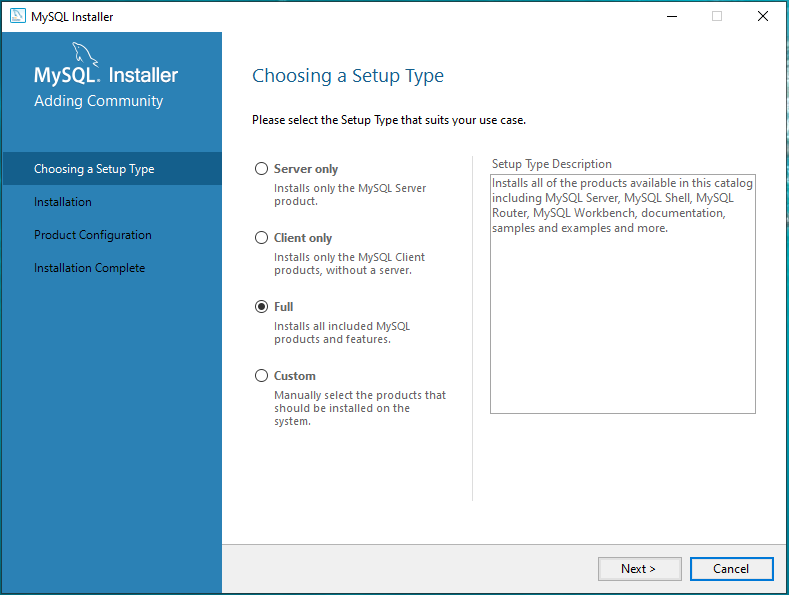 MySQL Installer
MySQL. Installer
Adding Community
Choosing a Setup Type
Installation
Product Configuration
Installation Complete
Choosing a Setup Type
Please select the Setup Type that suits your use case.
Server only
Installs only the MySQL Server
product.
Client only
Installs only the MySQL Client
products, without a server.
Full
Installs all included MySQL
products and features.
Custom
Manually select the products that
should be installed on the
system.
Setup Type Description
Installs all of the products available in this catalog
including MySQL Server, MySQL Shell, MySQL
Router, MySQL Workbench, documentation,
samples and examples and more.
Next >
Cancel